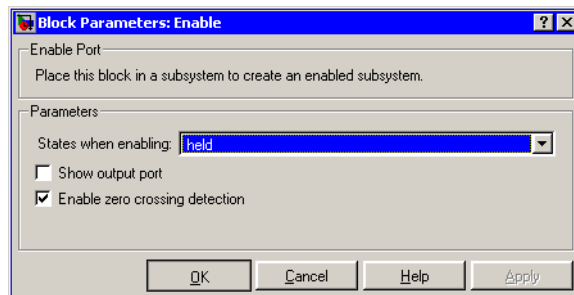 Block Parameters: Enable
Enable Port
Place this block in a subsystem to create an enabled subsystem.
Parameters
States when enabling: held
Show output port
Enable zero crossing detection
OK Cancel Help Apply